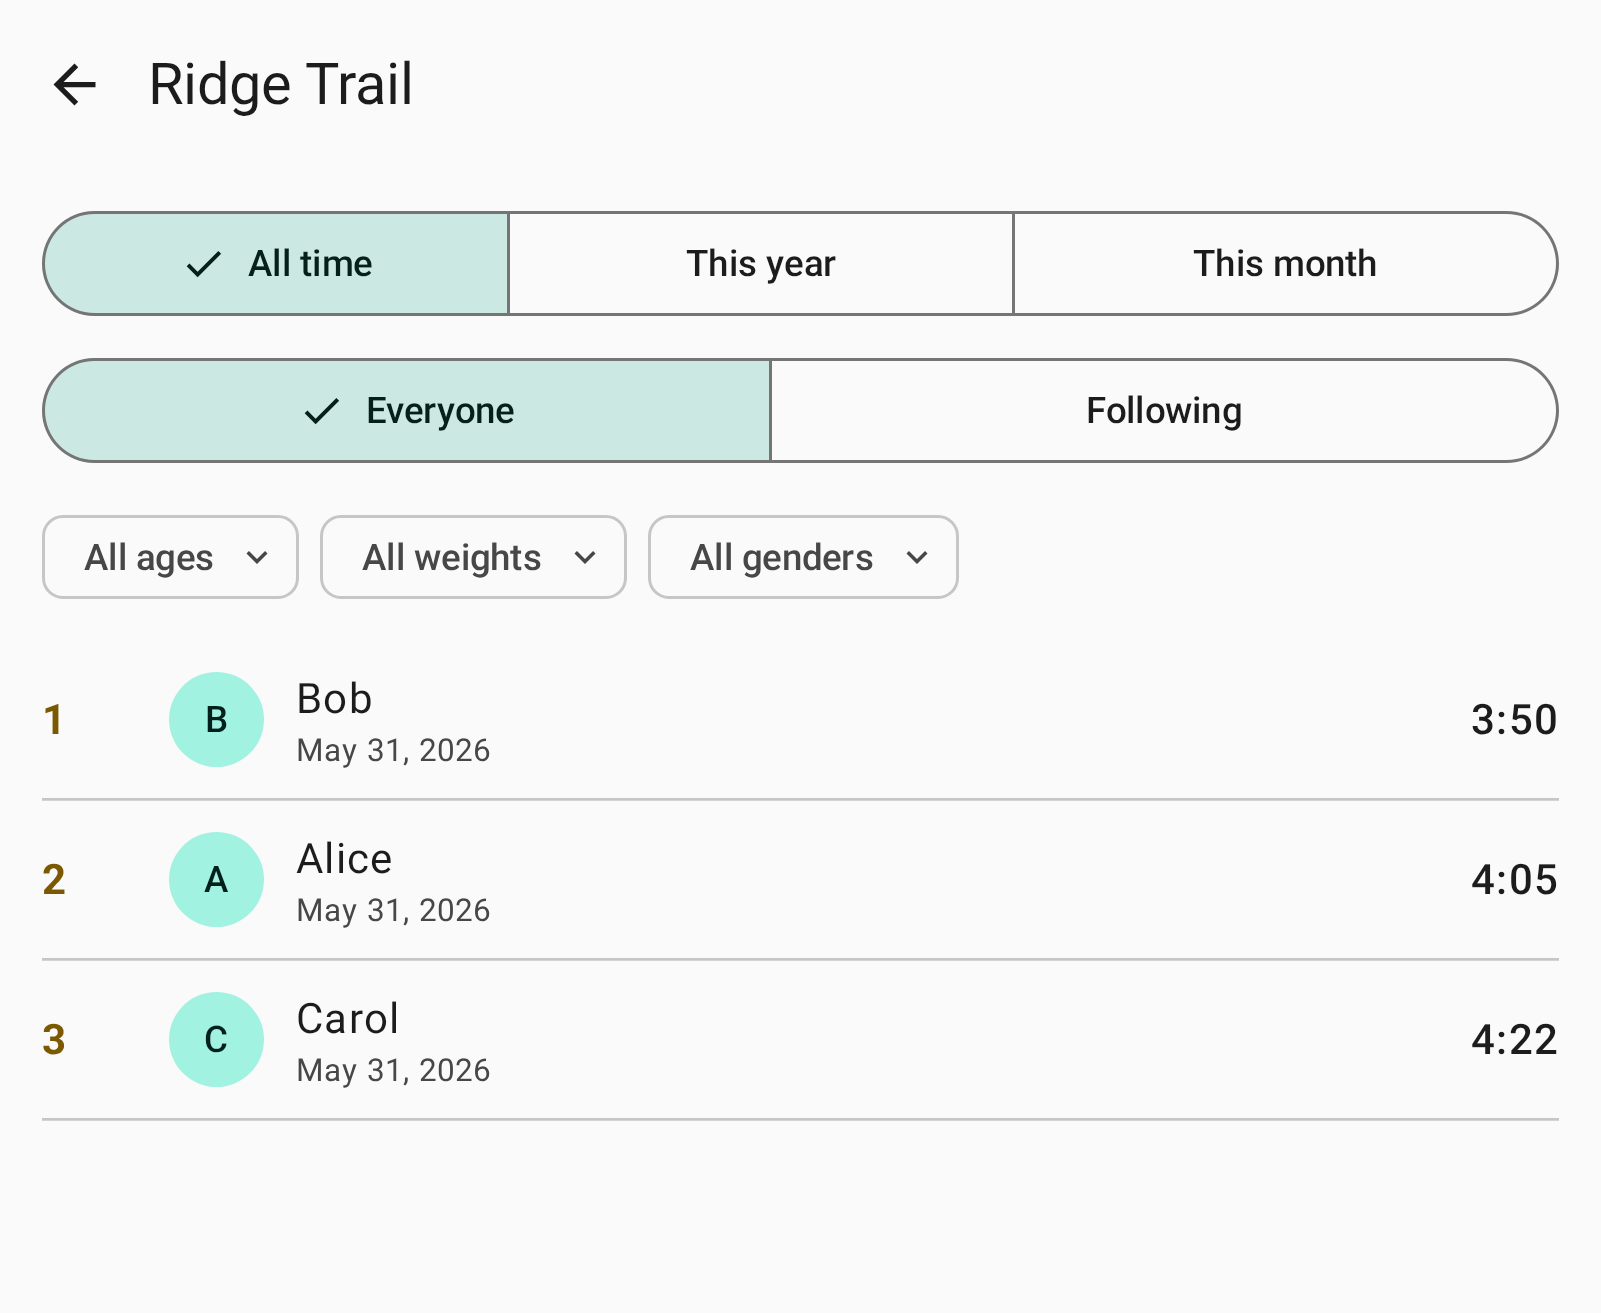 Ridge Trail
All time This year This month
Everyone Following
All ages All weights All genders
1 B Bob 3:50
May 31, 2026
2 A Alice 4:05
May 31, 2026
3 C Carol 4:22
May 31, 2026